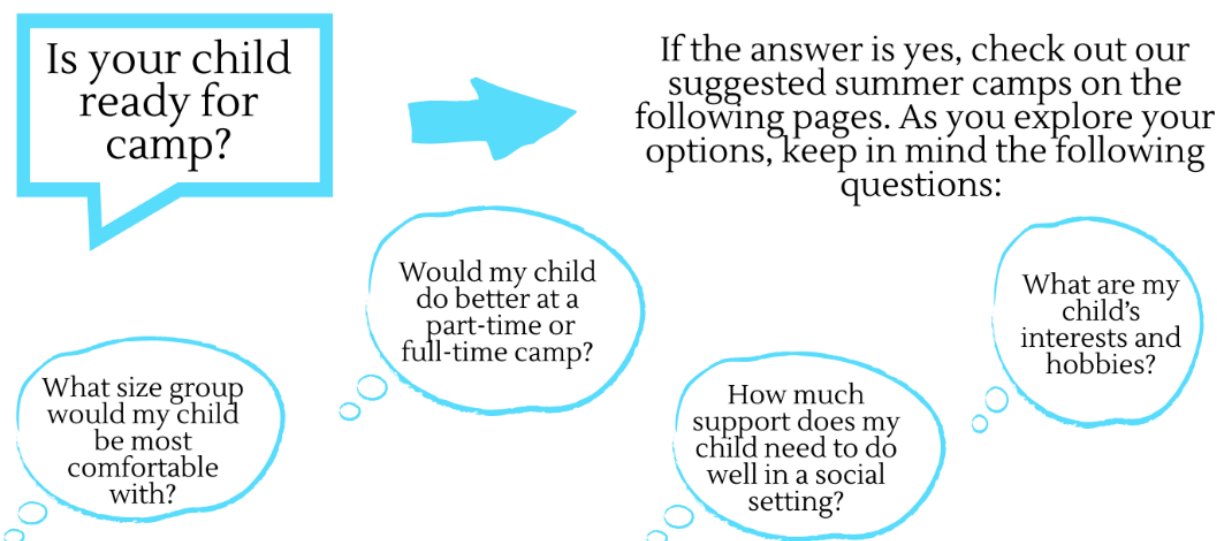 Is your child
ready for
camp?
If the answer is yes, check out our
suggested summer camps on the
following pages. As you explore your
options, keep in mind the following
questions:
What size group
would my child
be most
comfortable
with?
Would my child
do better at a
part-time or
full-time camp?
How much
support does my
child need to do
well in a social
setting?
What are my
child's
interests and
hobbies?